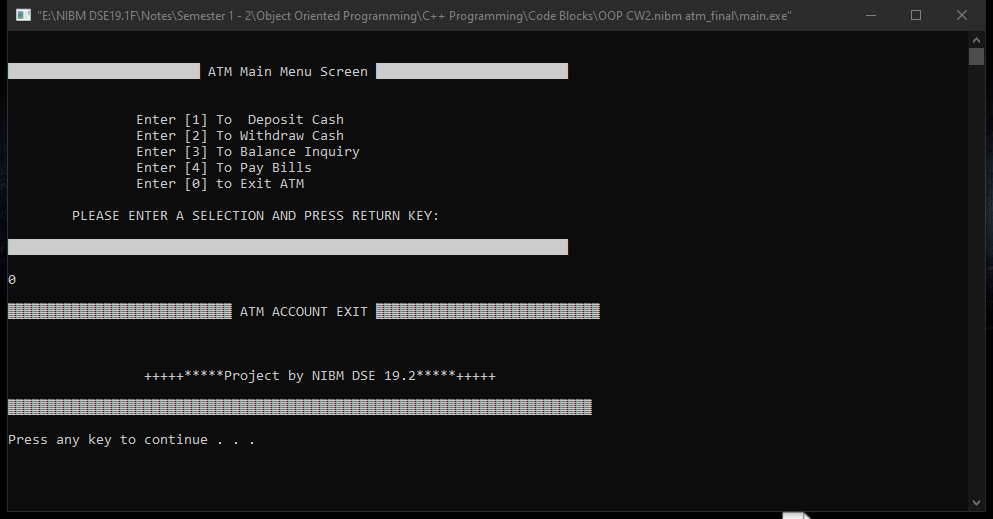 "E:\NIBM DSE19.1F\Notes\Semester 1 - 2\Object Oriented Programming\C++ Programming\Code Blocks\OOP CW2.nibm atm_final\main.exe"
ATM Main Menu Screen
Enter [1] To  Deposit Cash
Enter [2] To Withdraw Cash
Enter [3] To Balance Inquiry
Enter [4] To Pay Bills
Enter [0] to Exit ATM
PLEASE ENTER A SELECTION AND PRESS RETURN KEY:
0
ATM ACCOUNT EXIT
+++++*****Project by NIBM DSE 19.2*****+++++
Press any key to continue . . .